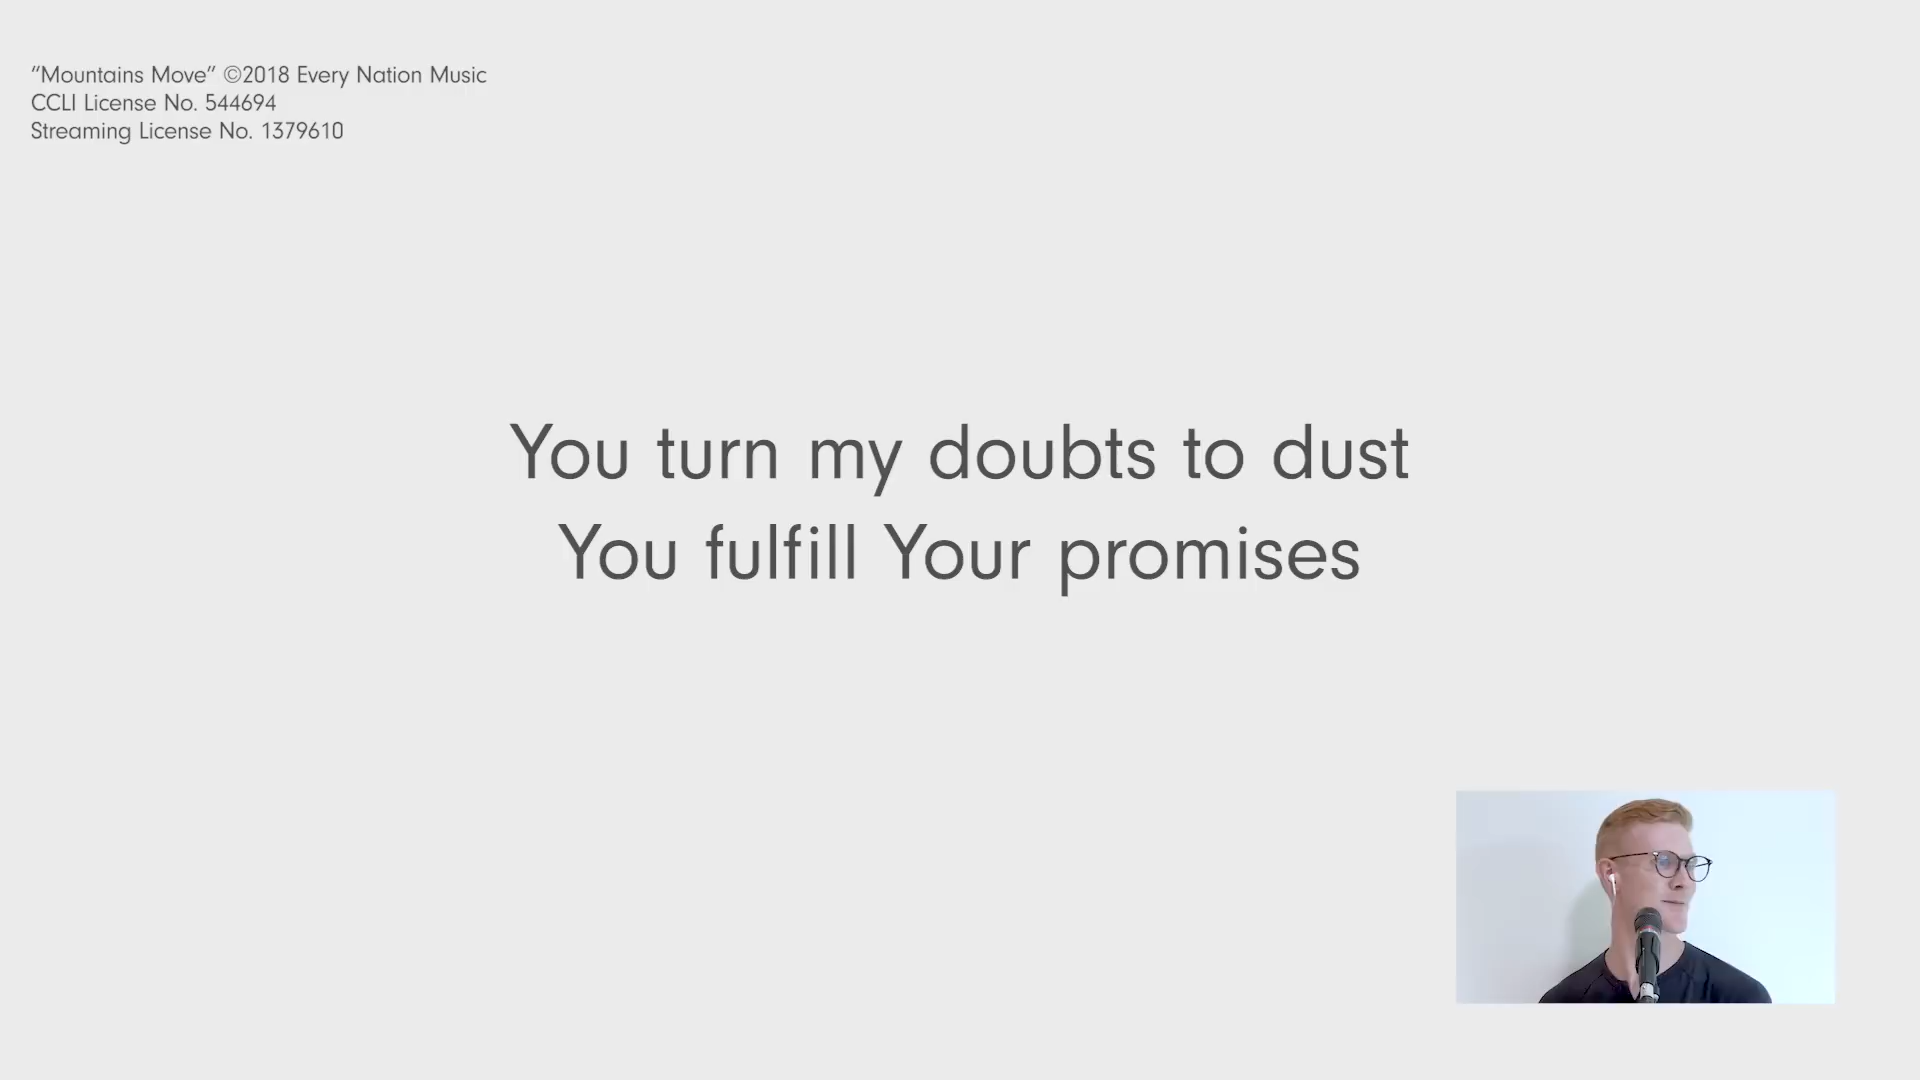 “Mountains Move” ©2018 Every Nation Music
CCLI License No. 544694
Streaming License No. 1379610
You turn my doubts to dust
You fulfill Your promises